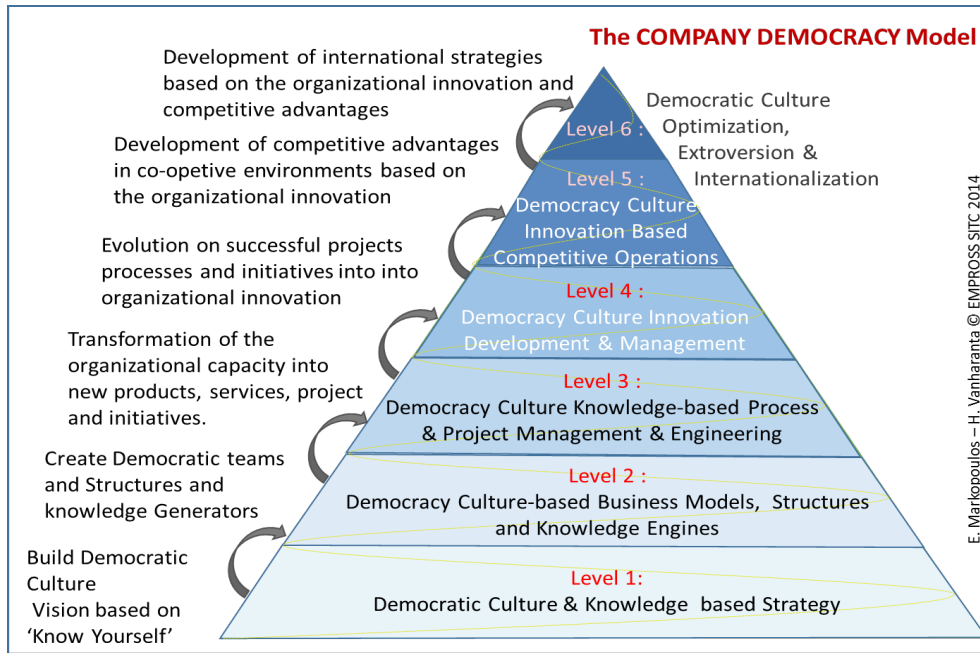 The COMPANY DEMOCRACY Model
Development of international strategies
based on the organizational innovation and
competitive advantages
Level 6 :
Democratic Culture
Optimization,
Extroversion &
Internationalization
Development of competitive advantages
in co-opetive environments based on
the organizational innovation
Level 5 :
Democracy Culture
Innovation Based
Competitive Operations
Evolution on successful projects
processes and initiatives into into
organizational innovation
Level 4 :
Democracy Culture Innovation
Development & Management
Transformation of the
organizational capacity into
new products, services, project
and initiatives.
Level 3 :
Democracy Culture Knowledge-based Process
& Project Management & Engineering
Create Democratic teams
and Structures and
knowledge Generators
Level 2 :
Democracy Culture-based Business Models, Structures
and Knowledge Engines
Build Democratic
Culture
Vision based on
‘Know Yourself’
Level 1:
Democratic Culture & Knowledge based Strategy
E. Markopoulos – H. Vanharanta © EMPROSS SITC 2014